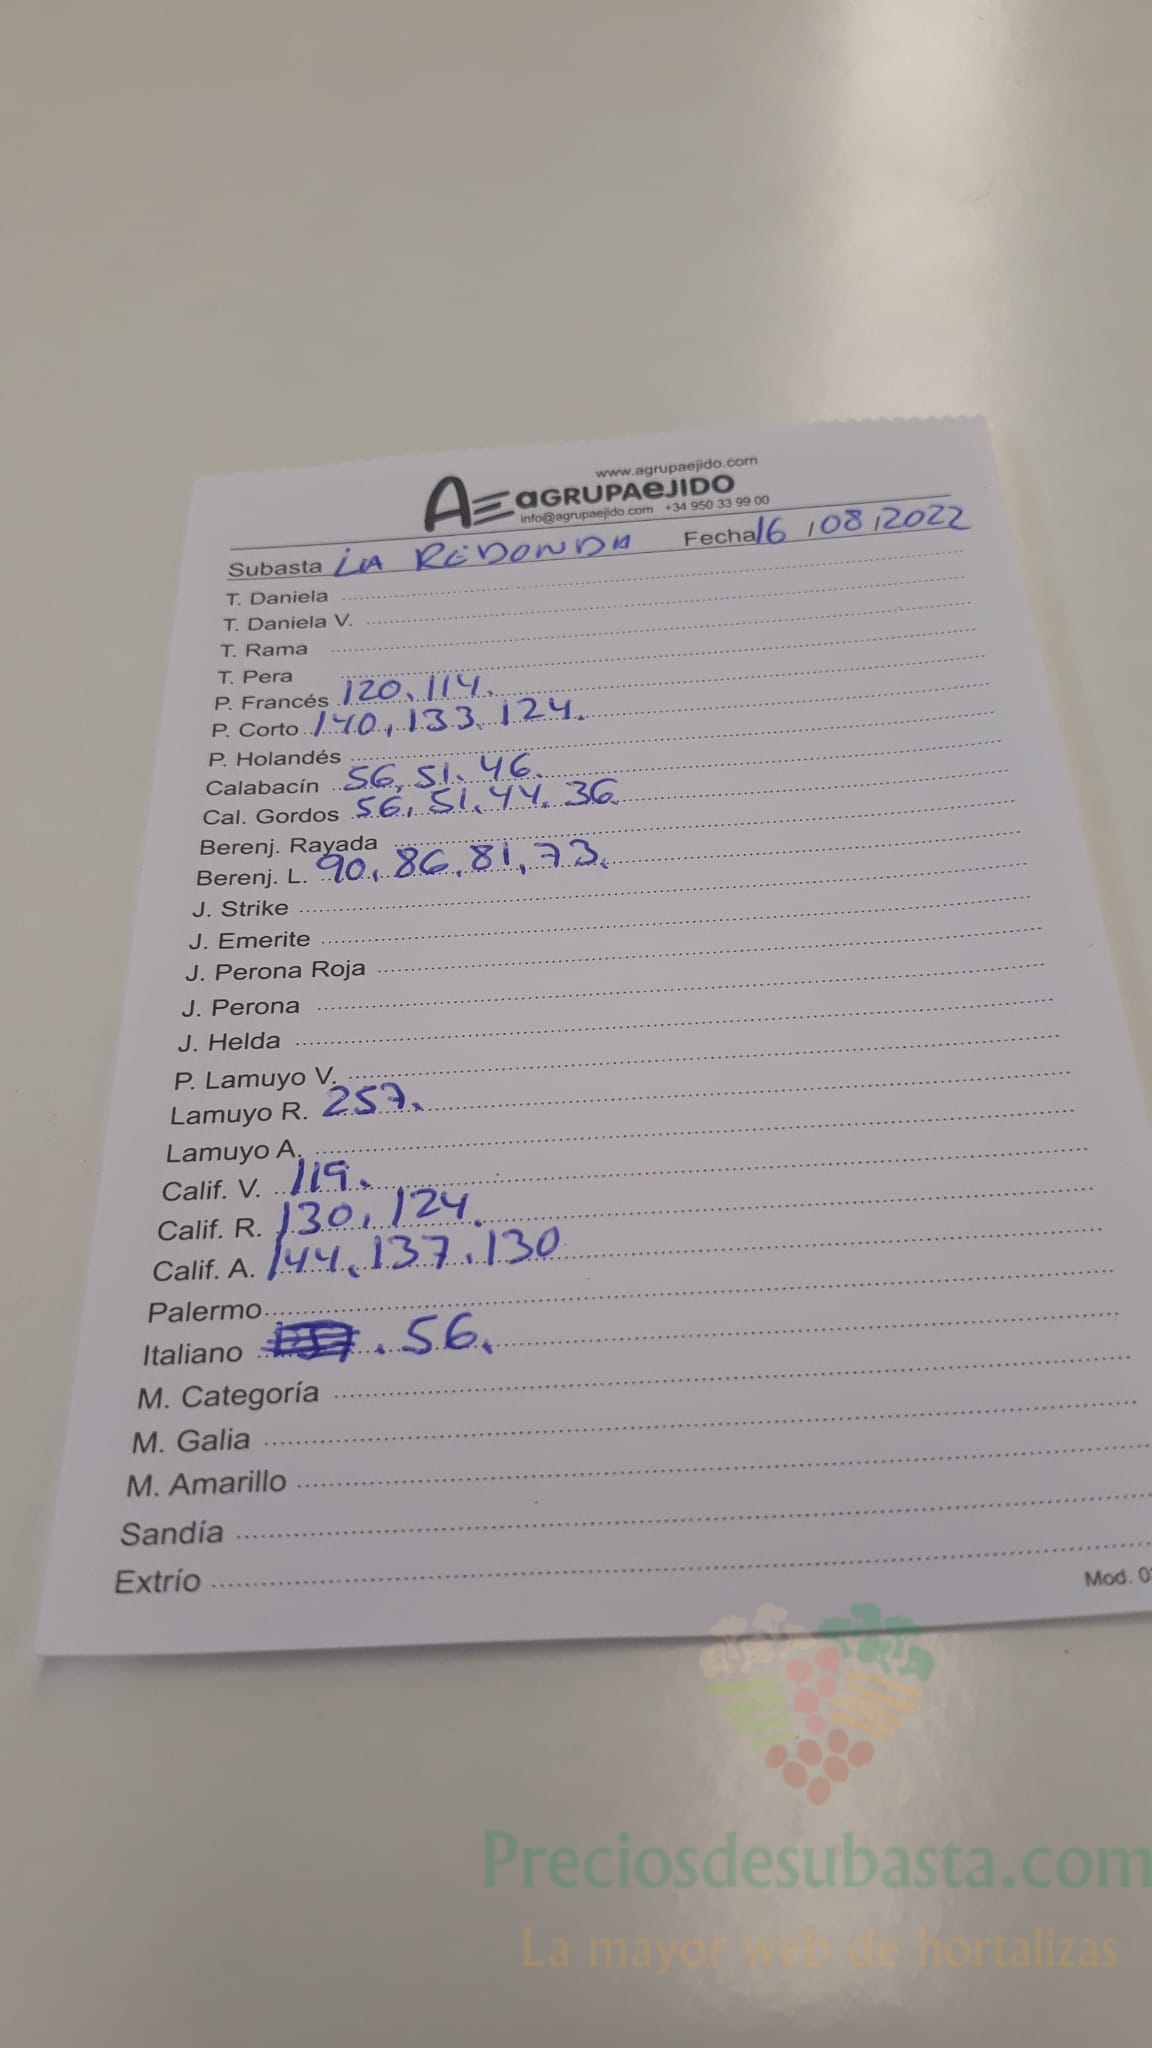 www.agrupaejido.com
AE aGRUPAeJIDO
info@agrupaejido.com +34 950 33 99 00
Subasta LA REDONDA Fecha 16/08/2022
T. Daniela
T. Daniela V.
T. Rama
T. Pera
P. Francés 120, 114.
P. Corto 140, 133, 124.
P. Holandés
Calabacín 56, 51, 46.
Cal. Gordos 56, 51, 44, 36.
Berenj. Rayada
Berenj. L. 90, 86, 81, 73.
J. Strike
J. Emerite
J. Perona Roja
J. Perona
J. Helda
P. Lamuyo V.
Lamuyo R. 257.
Lamuyo A.
Calif. V. 119.
Calif. R. 130, 124.
Calif. A. 144, 137, 130
Palermo
Italiano . 56.
M. Categoría
M. Galia
M. Amarillo
Sandía
Extrío
Mod.
Preciosdesubasta.com
La mayor web de hortalizas